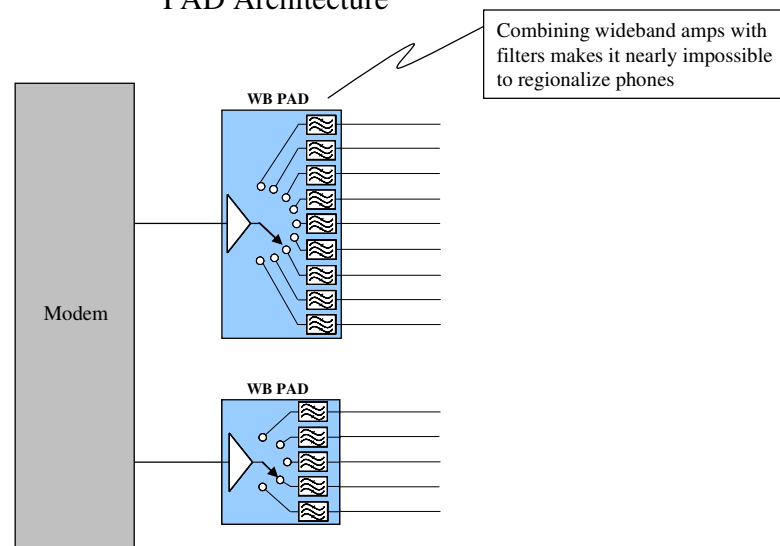 PAD Architecture
Combining wideband amps with
filters makes it nearly impossible
to regionalize phones
WB PAD
Modem
WB PAD